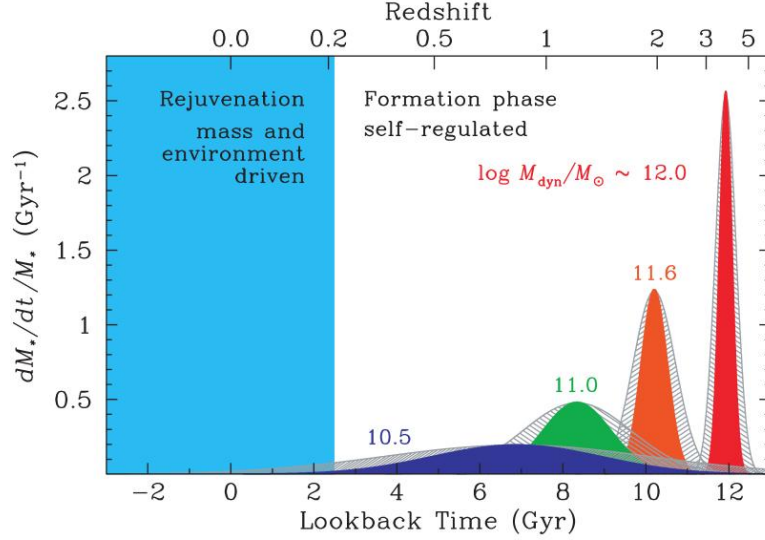 Redshift
0.0 0.2 0.5 1 2 3 5
Rejuvenation
mass and
environment
driven
Formation phase
self-regulated
log M_dyn/M_⊙ ~ 12.0
11.6
11.0
10.5
dM_*/dt/M_* (Gyr⁻¹)
2.5
2
1.5
1
0.5
−2 0 2 4 6 8 10 12
Lookback Time (Gyr)